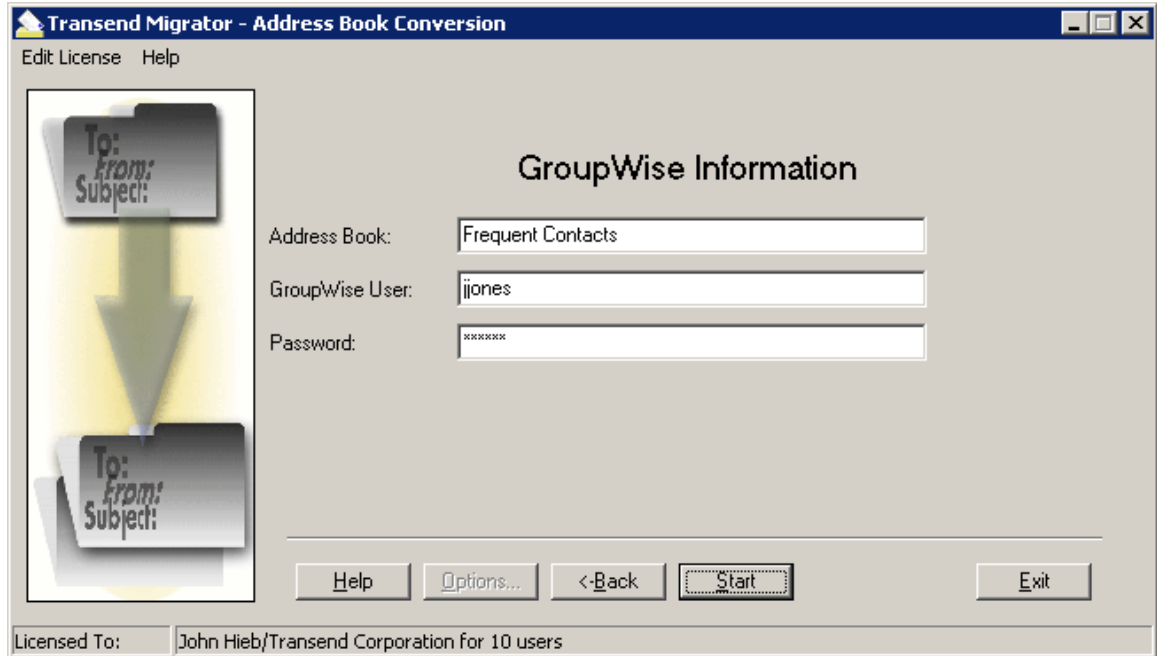 Transend Migrator - Address Book Conversion
Edit License Help
To:
From:
Subject:
GroupWise Information
Address Book: Frequent Contacts
GroupWise User: jjones
Password: ******
To:
From:
Subject:
Help Options... <-Back Start Exit
Licensed To: John Hieb/Transend Corporation for 10 users